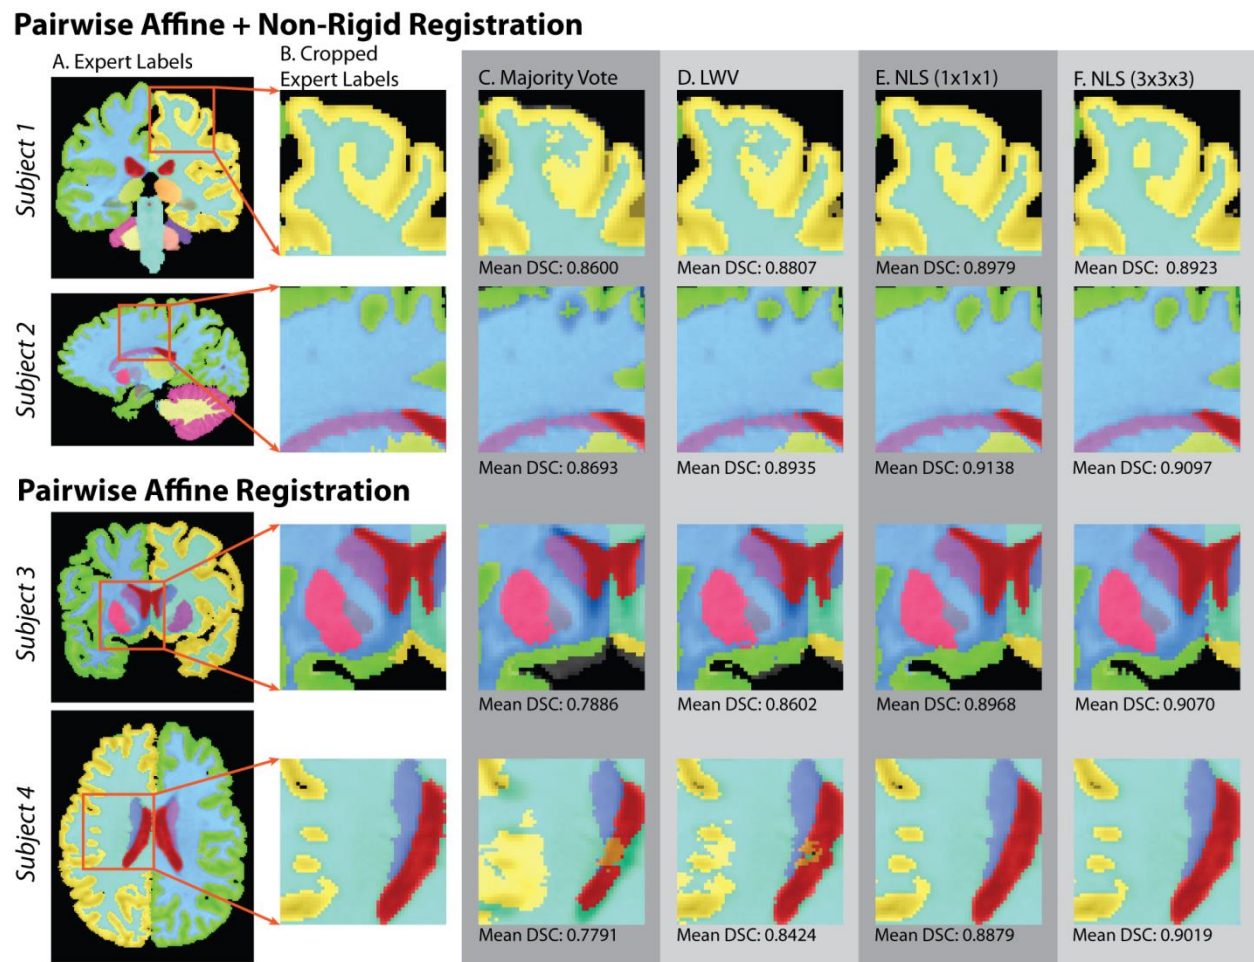 Pairwise Affine + Non-Rigid Registration
A. Expert Labels
B. Cropped
Expert Labels
C. Majority Vote
D. LWV
E. NLS (1x1x1)
F. NLS (3x3x3)
Subject 1
Mean DSC: 0.8600
Mean DSC: 0.8807
Mean DSC: 0.8979
Mean DSC: 0.8923
Subject 2
Mean DSC: 0.8693
Mean DSC: 0.8935
Mean DSC: 0.9138
Mean DSC: 0.9097
Pairwise Affine Registration
Subject 3
Mean DSC: 0.7886
Mean DSC: 0.8602
Mean DSC: 0.8968
Mean DSC: 0.9070
Subject 4
Mean DSC: 0.7791
Mean DSC: 0.8424
Mean DSC: 0.8879
Mean DSC: 0.9019